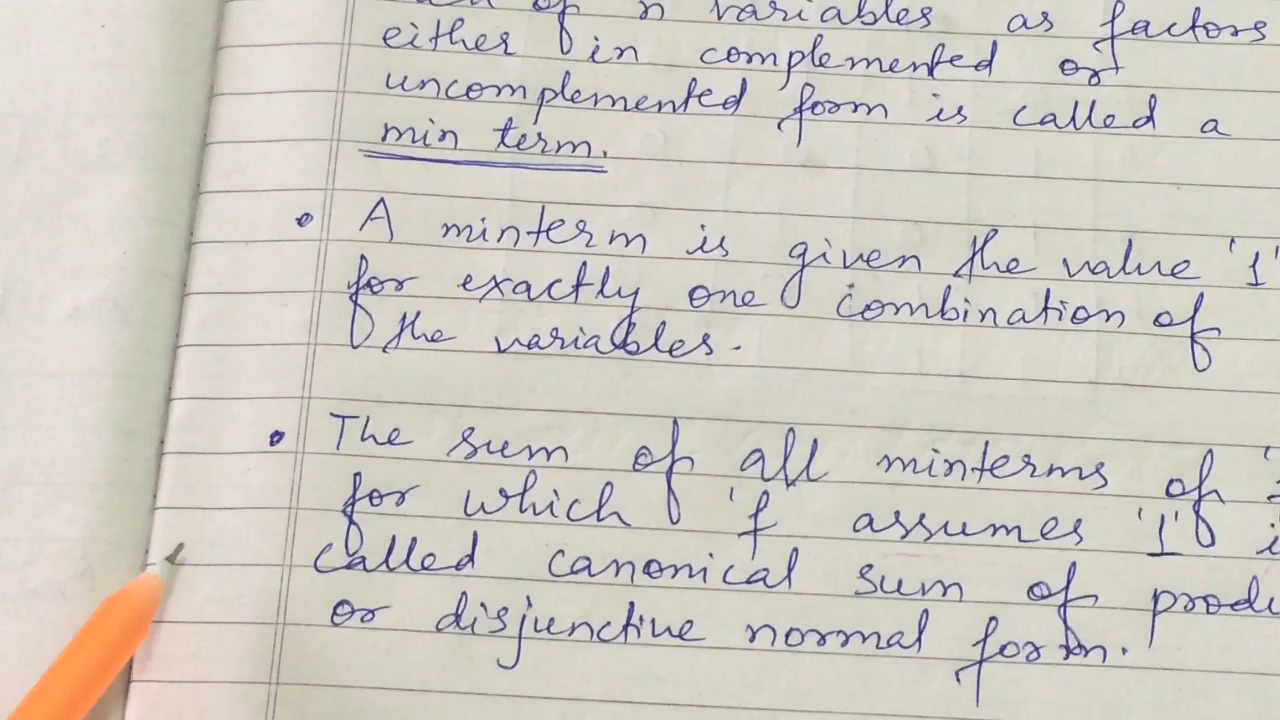 of n variables as factors
either in complemented or
uncomplemented form is called a
min term.
• A minterm is given the value '1'
for exactly one combination of
the variables.
• The sum of all minterms of '
for which 'f assumes '1' i
called canonical sum of produ
or disjunctive normal form.